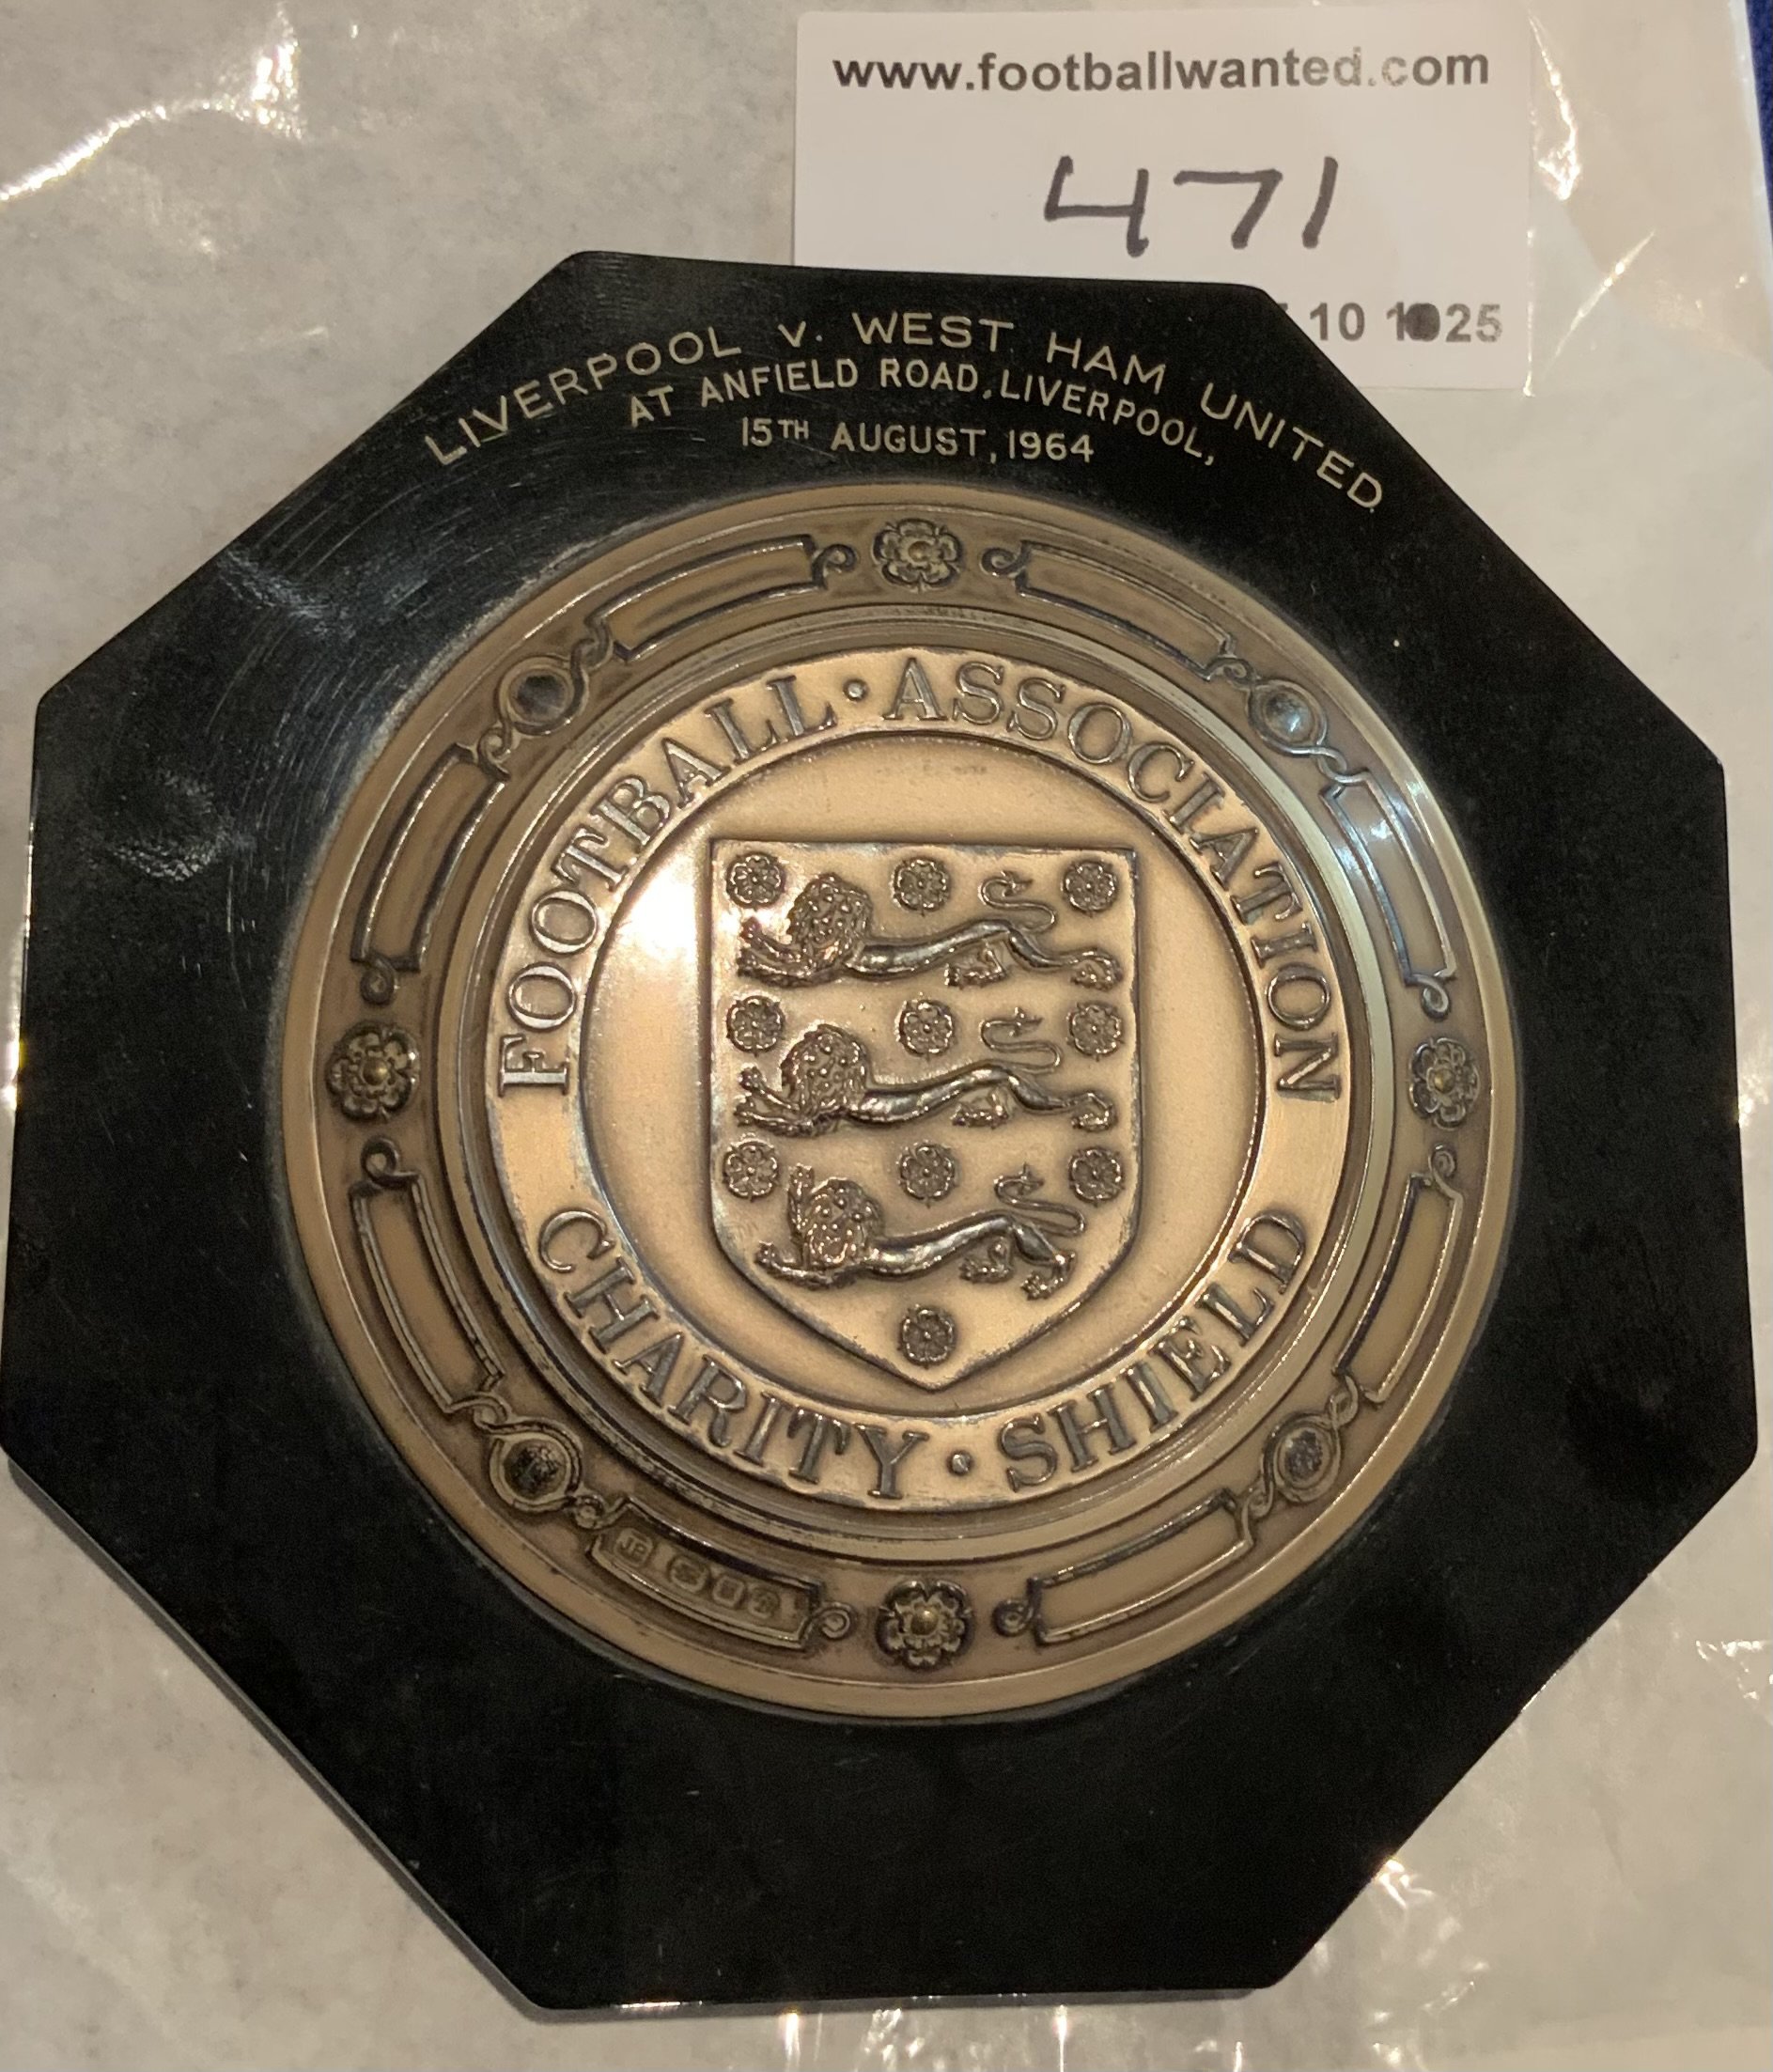 www.footballwanted.com
471
10 1025
LIVERPOOL V. WEST HAM UNITED
AT ANFIELD ROAD, LIVERPOOL,
15TH AUGUST, 1964
FOOTBALL · ASSOCIATION
CHARITY · SHIELD